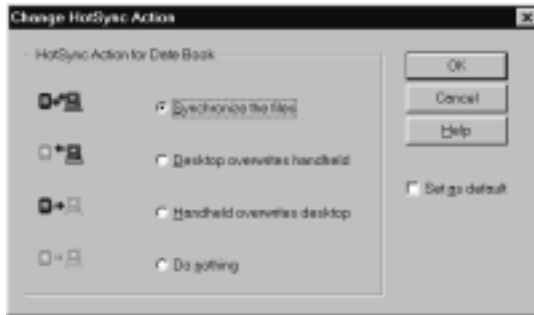 Change HotSync Action
HotSync Action for Date Book
Synchronize the files
Desktop overwrites handheld
Handheld overwrites desktop
Do nothing
OK
Cancel
Help
Set as default